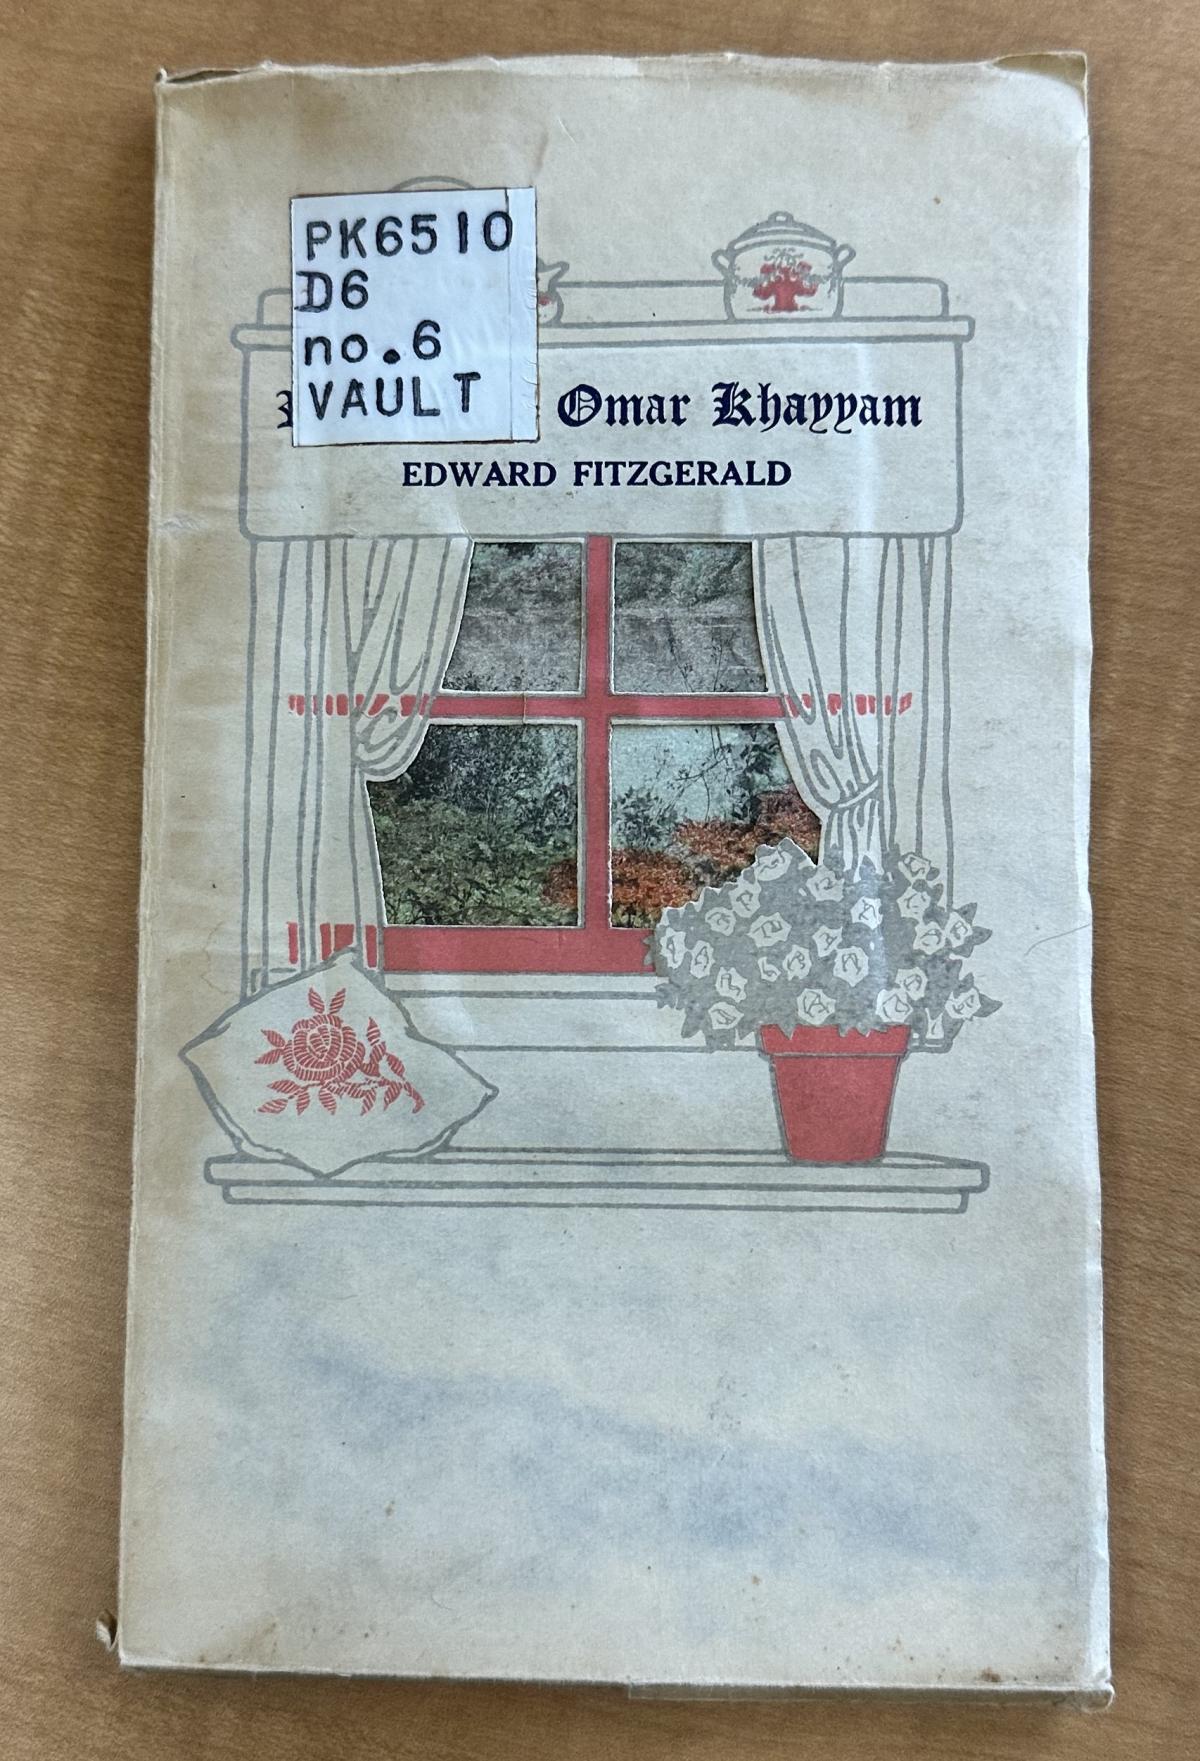 PK6510
D6
no.6
VAULT
Omar Khayyam
EDWARD FITZGERALD